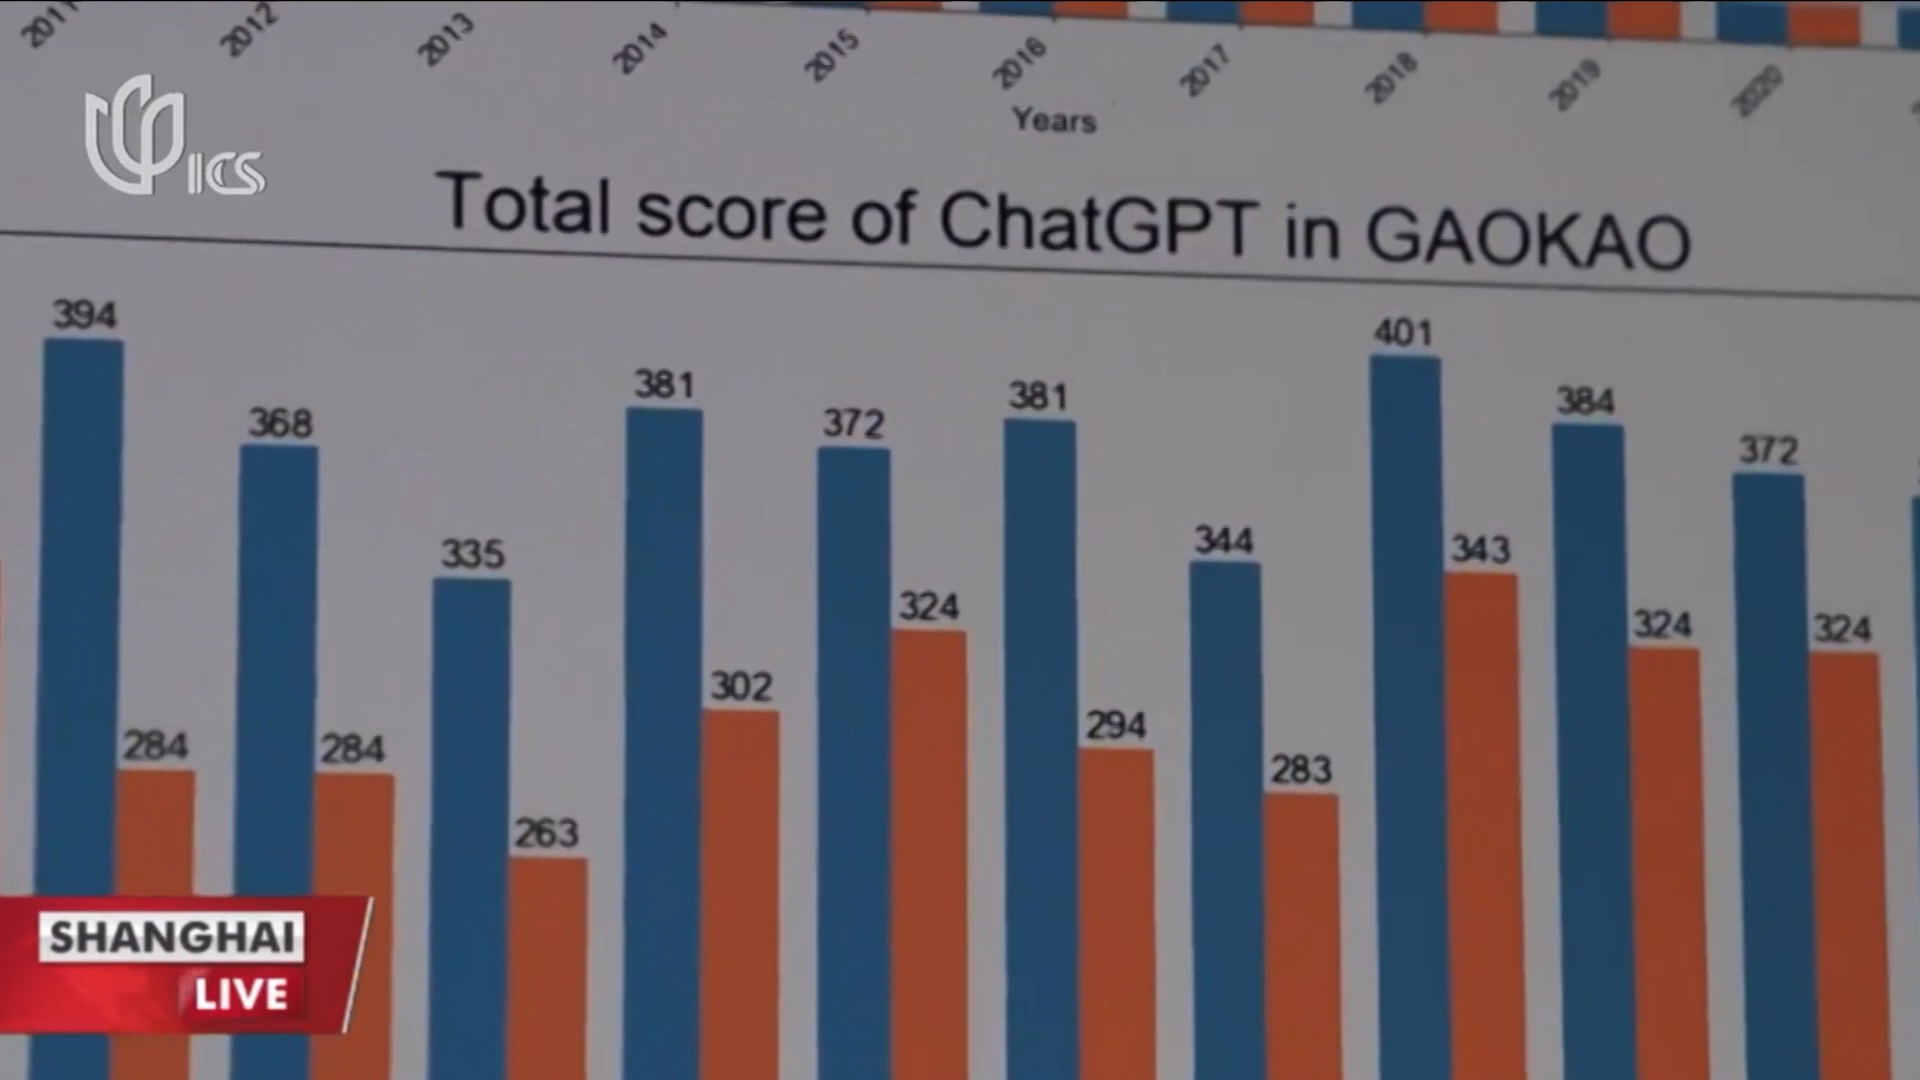 2011 2012 2013 2014 2015 2016 2017 2018 2019 2020
Years
ICS
Total score of ChatGPT in GAOKAO
394 284 368 284 335 263 381 302 372 324 381 294 344 283 401 343 384 324 372 324
SHANGHAI
LIVE